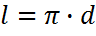 l = π · d